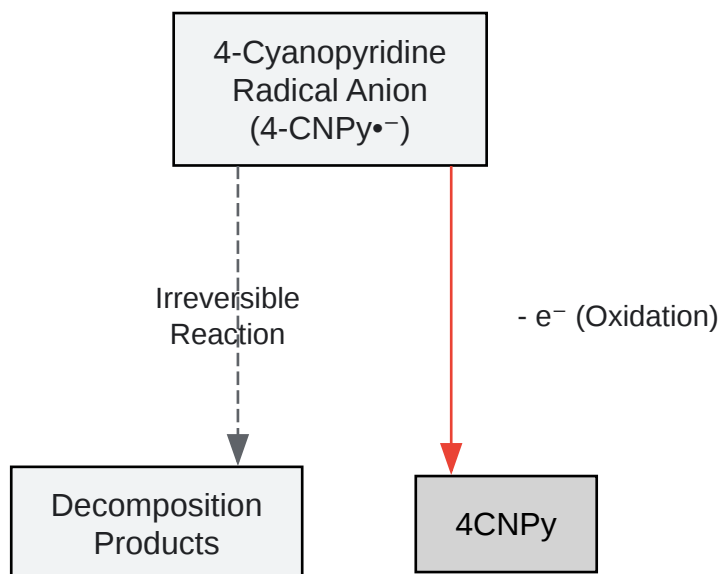 4-Cyanopyridine
Radical Anion
(4-CNPy•⁻)
Irreversible
Reaction
- e⁻ (Oxidation)
Decomposition
Products
4CNPy